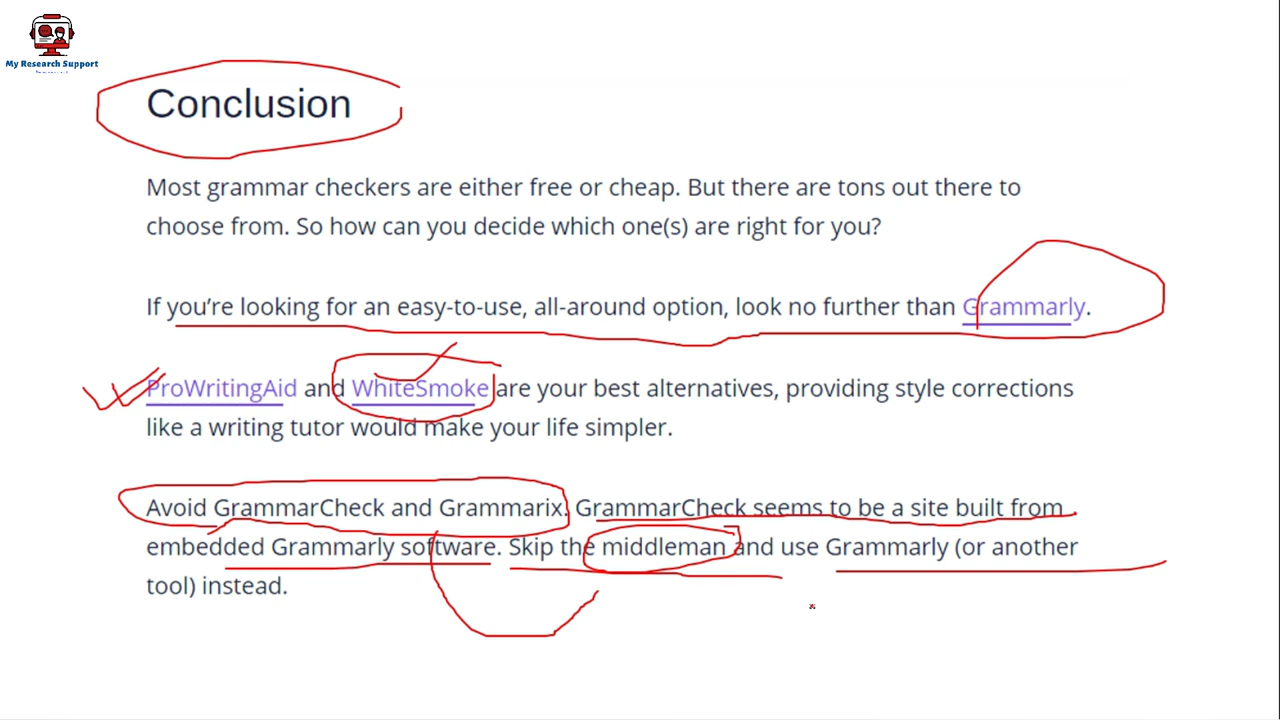 My Research Support
Conclusion
Most grammar checkers are either free or cheap. But there are tons out there to
choose from. So how can you decide which one(s) are right for you?
If you’re looking for an easy-to-use, all-around option, look no further than Grammarly.
ProWritingAid and WhiteSmoke are your best alternatives, providing style corrections
like a writing tutor would make your life simpler.
Avoid GrammarCheck and Grammarix. GrammarCheck seems to be a site built from
embedded Grammarly software. Skip the middleman and use Grammarly (or another
tool) instead.